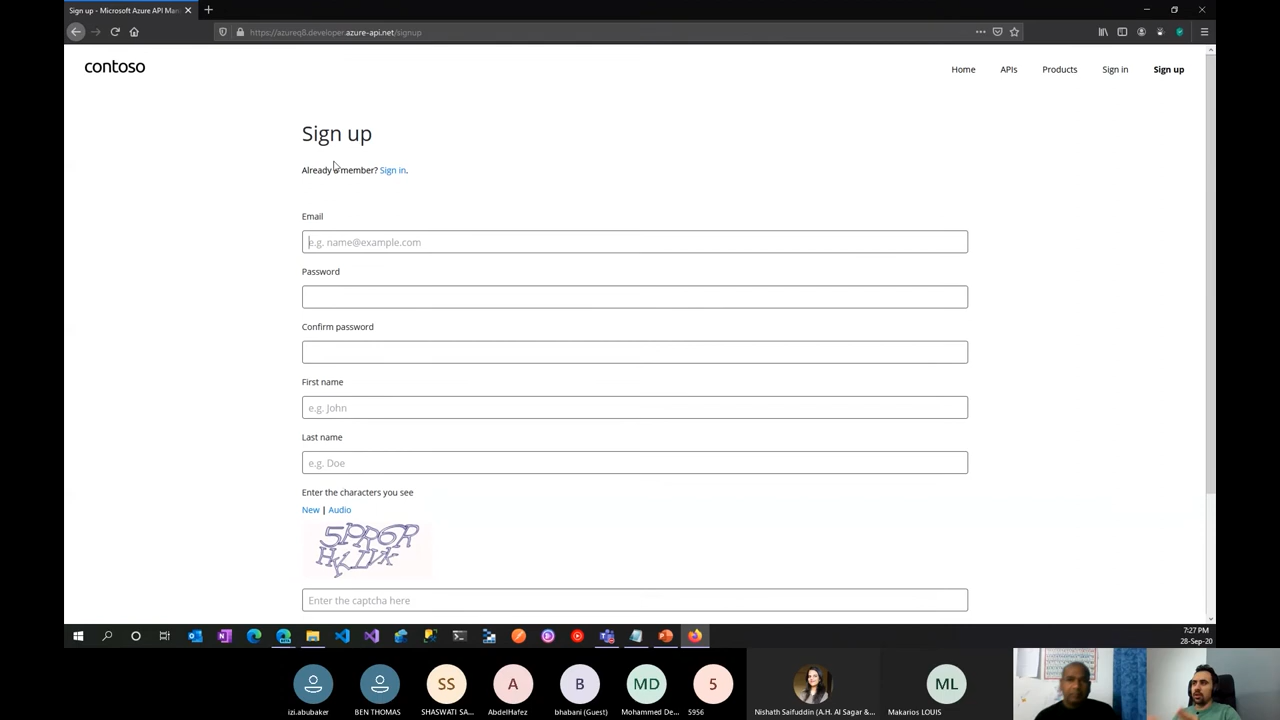 Sign up - Microsoft Azure API Man
https://azureq8.developer.azure-api.net/signup
contoso
Home
APIs
Products
Sign in
Sign up
Sign up
Already a member? Sign in.
Email
e.g. name@example.com
Password
Confirm password
First name
e.g. John
Last name
e.g. Doe
Enter the characters you see
New | Audio
5PR6R
Enter the captcha here
7:27 PM
28-Sep-20
SS
A
B
MD
5
ML
izi.abubaker
BEN THOMAS
SHASWATI SA...
AbdelHafez
bhabani (Guest)
Mohammed De...
5956
Nishath Saifuddin (A.H. Al Sagar &...
Makarios LOUIS